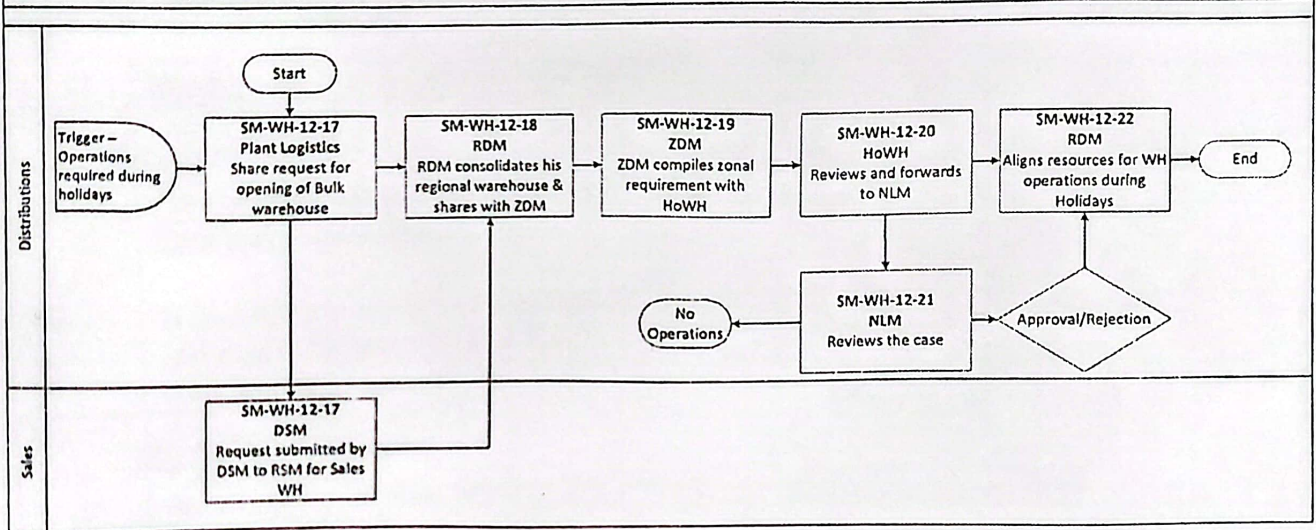 Start
Trigger –
Operations
required during
holidays
SM-WH-12-17
Plant Logistics
Share request for
opening of Bulk
warehouse
SM-WH-12-18
RDM
RDM consolidates his
regional warehouse &
shares with ZDM
SM-WH-12-19
ZDM
ZDM compiles zonal
requirement with
HoWH
SM-WH-12-20
HoWH
Reviews and forwards
to NLM
SM-WH-12-22
RDM
Aligns resources for WH
operations during
Holidays
End
Distributions
No
Operations
SM-WH-12-21
NLM
Reviews the case
Approval/Rejection
Sales
SM-WH-12-17
DSM
Request submitted by
DSM to RSM for Sales
WH